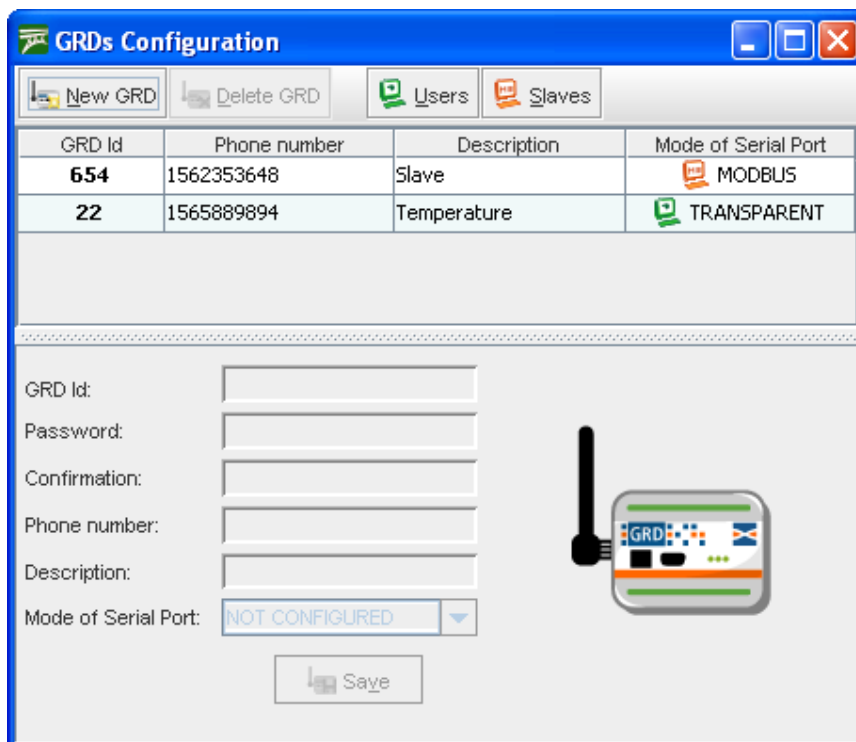 GRDs Configuration
New GRD Delete GRD Users Slaves
GRD Id Phone number Description Mode of Serial Port
654 1562353648 Slave MODBUS
22 1565889894 Temperature TRANSPARENT
GRD Id:
Password:
Confirmation:
Phone number:
Description:
Mode of Serial Port: NOT CONFIGURED
Save
GRD